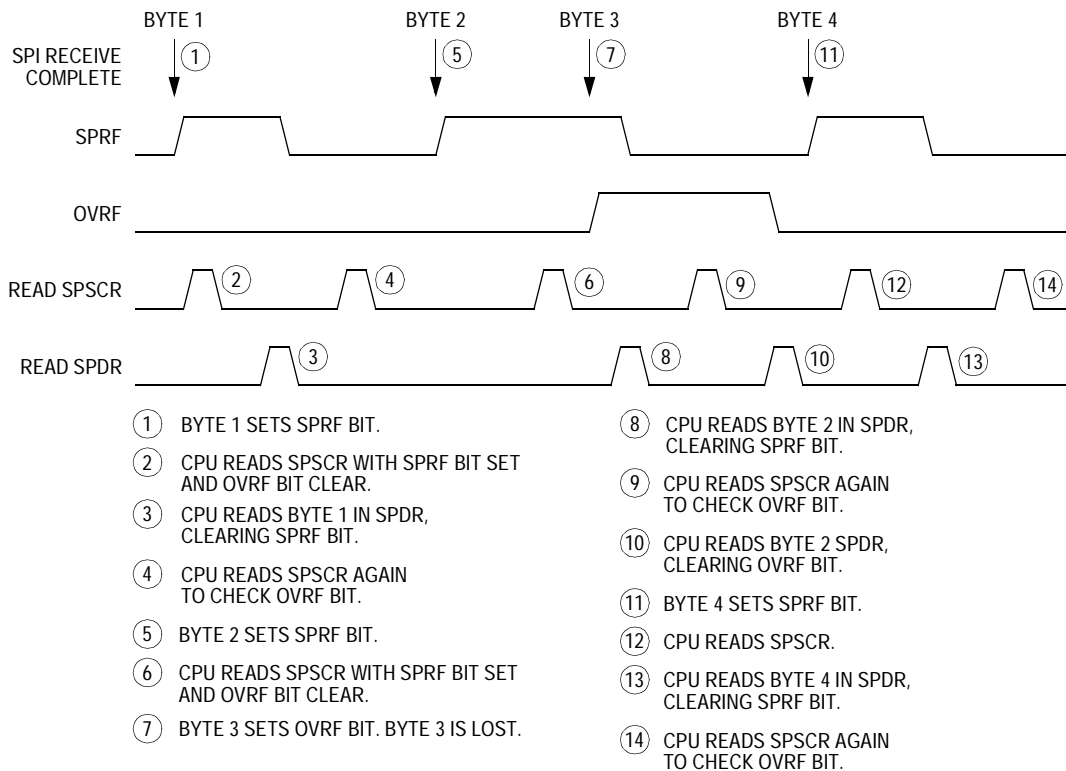 BYTE 1 BYTE 2 BYTE 3 BYTE 4
SPI RECEIVE
COMPLETE
1 5 7 11
SPRF
OVRF
READ SPSCR
2 4 6 9 12 14
READ SPDR
3 8 10 13
1 BYTE 1 SETS SPRF BIT.
2 CPU READS SPSCR WITH SPRF BIT SET
AND OVRF BIT CLEAR.
3 CPU READS BYTE 1 IN SPDR,
CLEARING SPRF BIT.
4 CPU READS SPSCR AGAIN
TO CHECK OVRF BIT.
5 BYTE 2 SETS SPRF BIT.
6 CPU READS SPSCR WITH SPRF BIT SET
AND OVRF BIT CLEAR.
7 BYTE 3 SETS OVRF BIT. BYTE 3 IS LOST.
8 CPU READS BYTE 2 IN SPDR,
CLEARING SPRF BIT.
9 CPU READS SPSCR AGAIN
TO CHECK OVRF BIT.
10 CPU READS BYTE 2 SPDR,
CLEARING OVRF BIT.
11 BYTE 4 SETS SPRF BIT.
12 CPU READS SPSCR.
13 CPU READS BYTE 4 IN SPDR,
CLEARING SPRF BIT.
14 CPU READS SPSCR AGAIN
TO CHECK OVRF BIT.